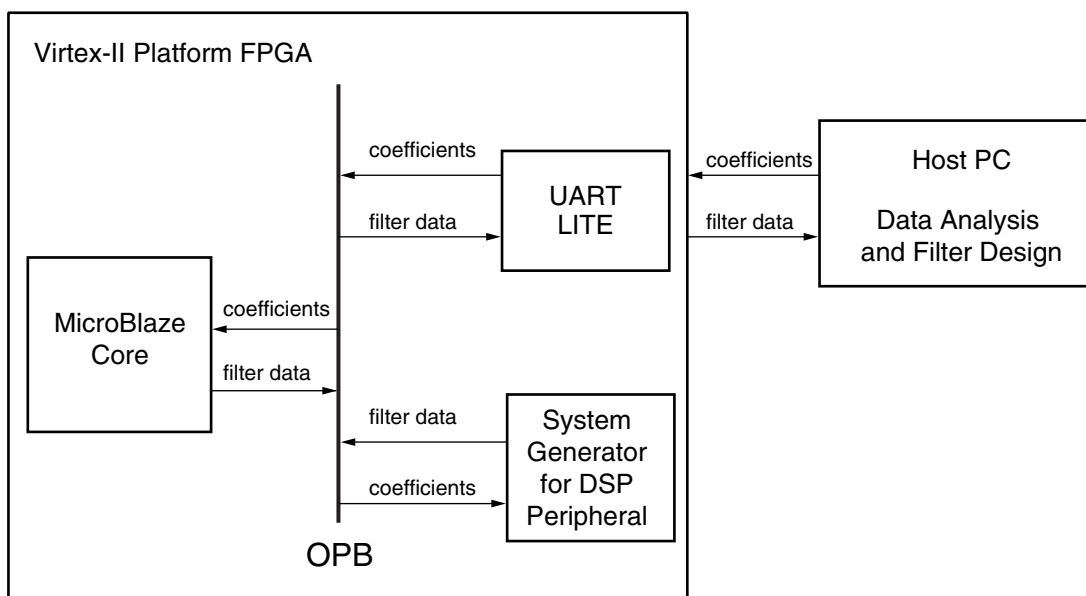 Virtex-II Platform FPGA
coefficients
UART
LITE
filter data
coefficients
filter data
Host PC
Data Analysis
and Filter Design
MicroBlaze
Core
coefficients
filter data
filter data
coefficients
System
Generator
for DSP
Peripheral
OPB